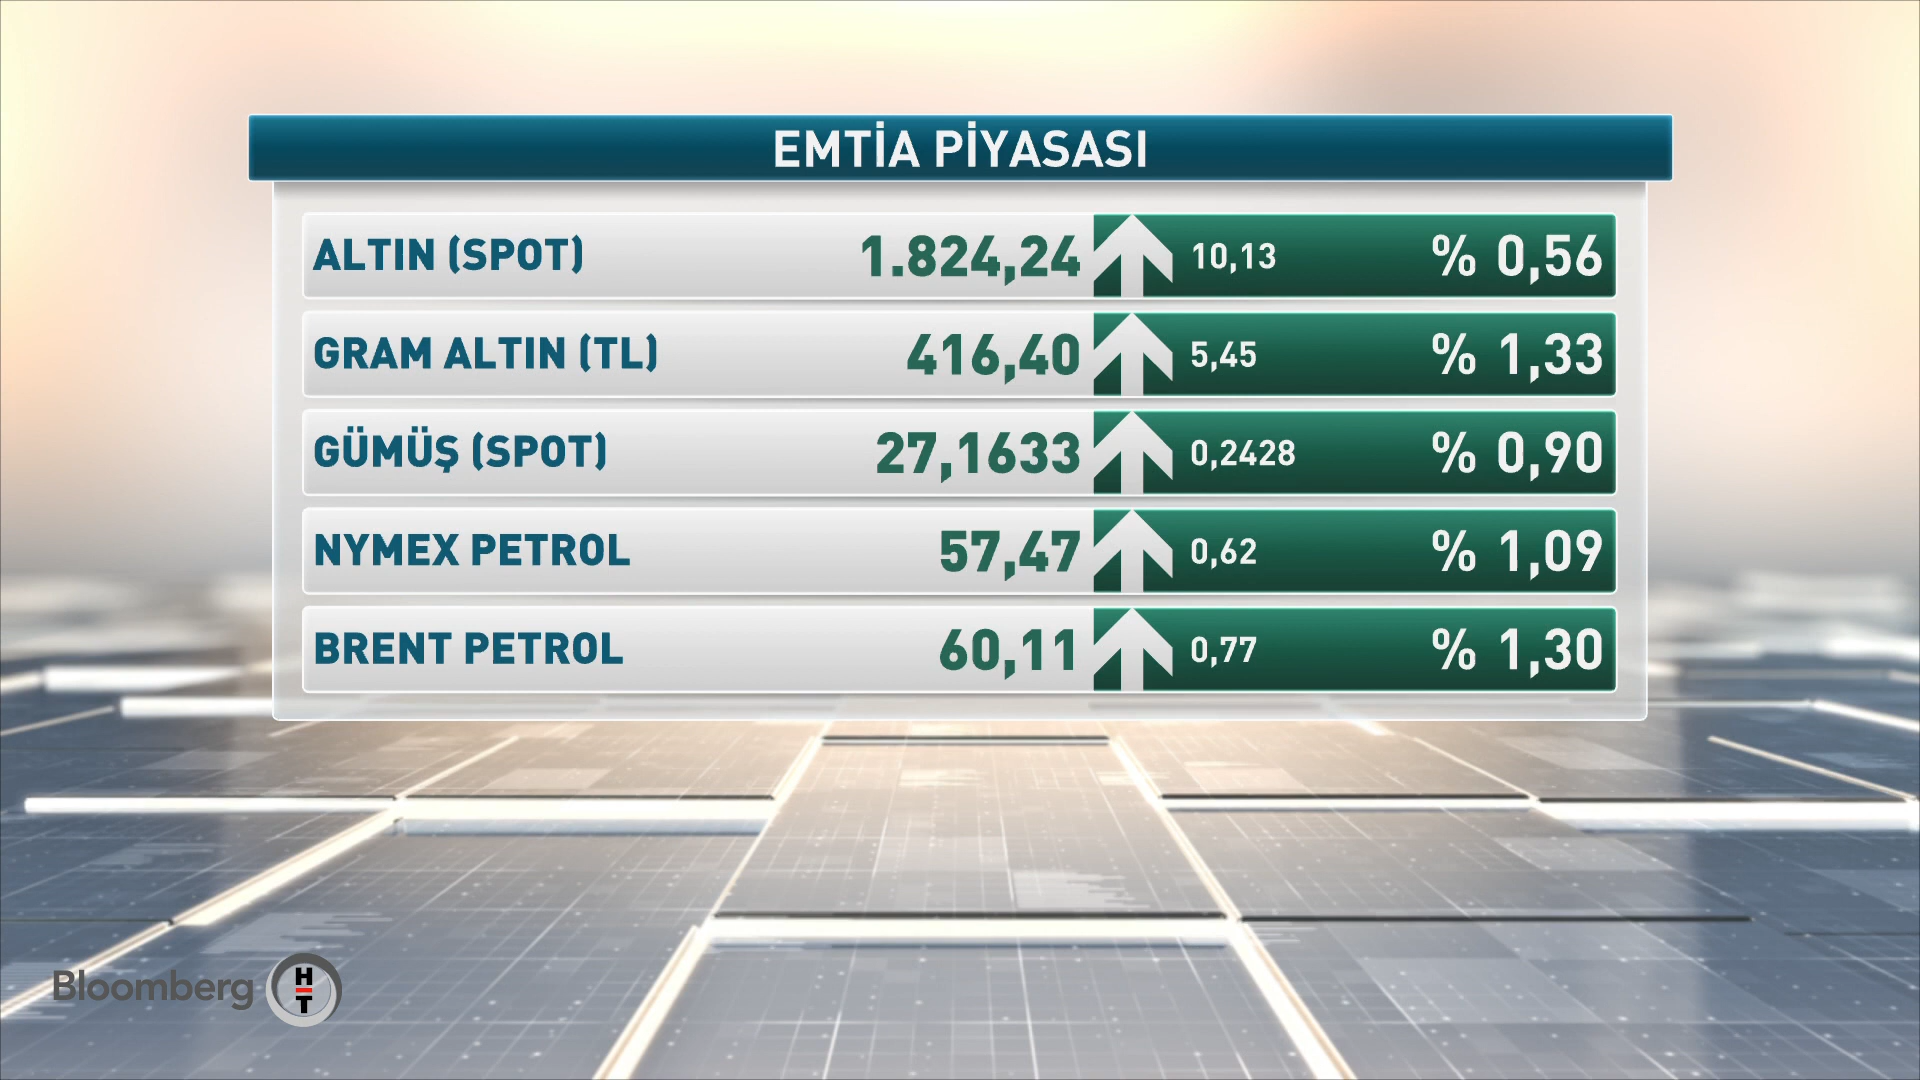 EMTİA PİYASASI
ALTIN (SPOT) 1.824,24 10,13 % 0,56
GRAM ALTIN (TL) 416,40 5,45 % 1,33
GÜMÜŞ (SPOT) 27,1633 0,2428 % 0,90
NYMEX PETROL 57,47 0,62 % 1,09
BRENT PETROL 60,11 0,77 % 1,30
Bloomberg HT